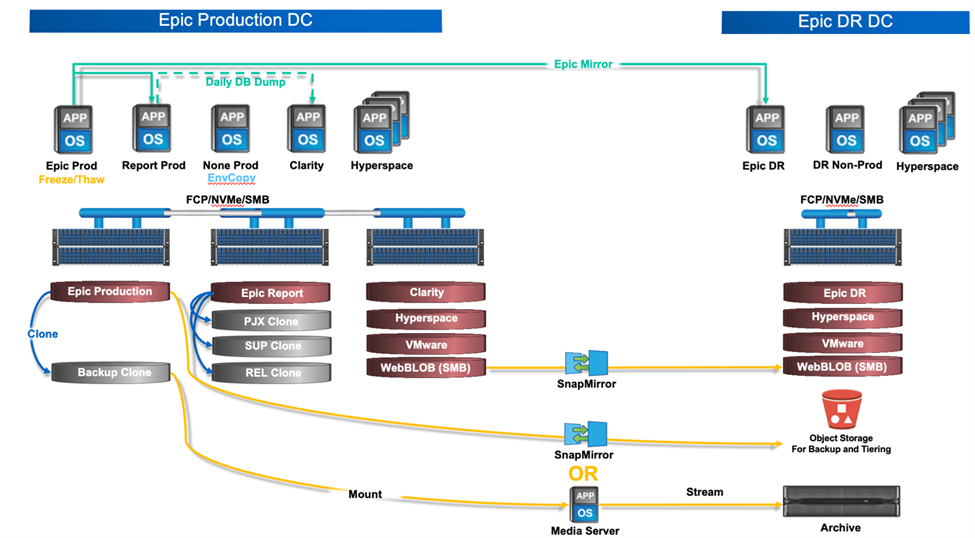 Epic Production DC
Epic DR DC
Epic Mirror
Daily DB Dump
APP
OS
APP
OS
APP
OS
APP
OS
APP
OS
APP
OS
APP
OS
APP
OS
Epic Prod
Report Prod
None Prod
Clarity
Hyperspace
Epic DR
DR Non-Prod
Hyperspace
Freeze/Thaw
EnvCopy
FCP/NVMe/SMB
FCP/NVMe/SMB
Epic Production
Epic Report
Clarity
Epic DR
PJX Clone
Hyperspace
Hyperspace
Clone
SUP Clone
VMware
VMware
Backup Clone
REL Clone
WebBLOB (SMB)
WebBLOB (SMB)
SnapMirror
Object Storage
For Backup and Tiering
SnapMirror
OR
Mount
APP
OS
Stream
Media Server
Archive